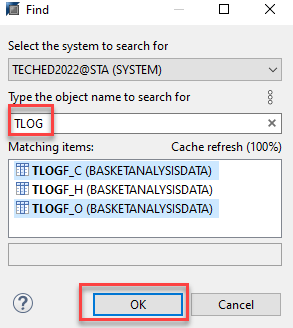 Find
Select the system to search for
TECHED2022@STA (SYSTEM)
Type the object name to search for
TLOG
Matching items: Cache refresh (100%)
TLOGF_C (BASKETANALYSISDATA)
TLOGF_H (BASKETANALYSISDATA)
TLOGF_O (BASKETANALYSISDATA)
? OK Cancel